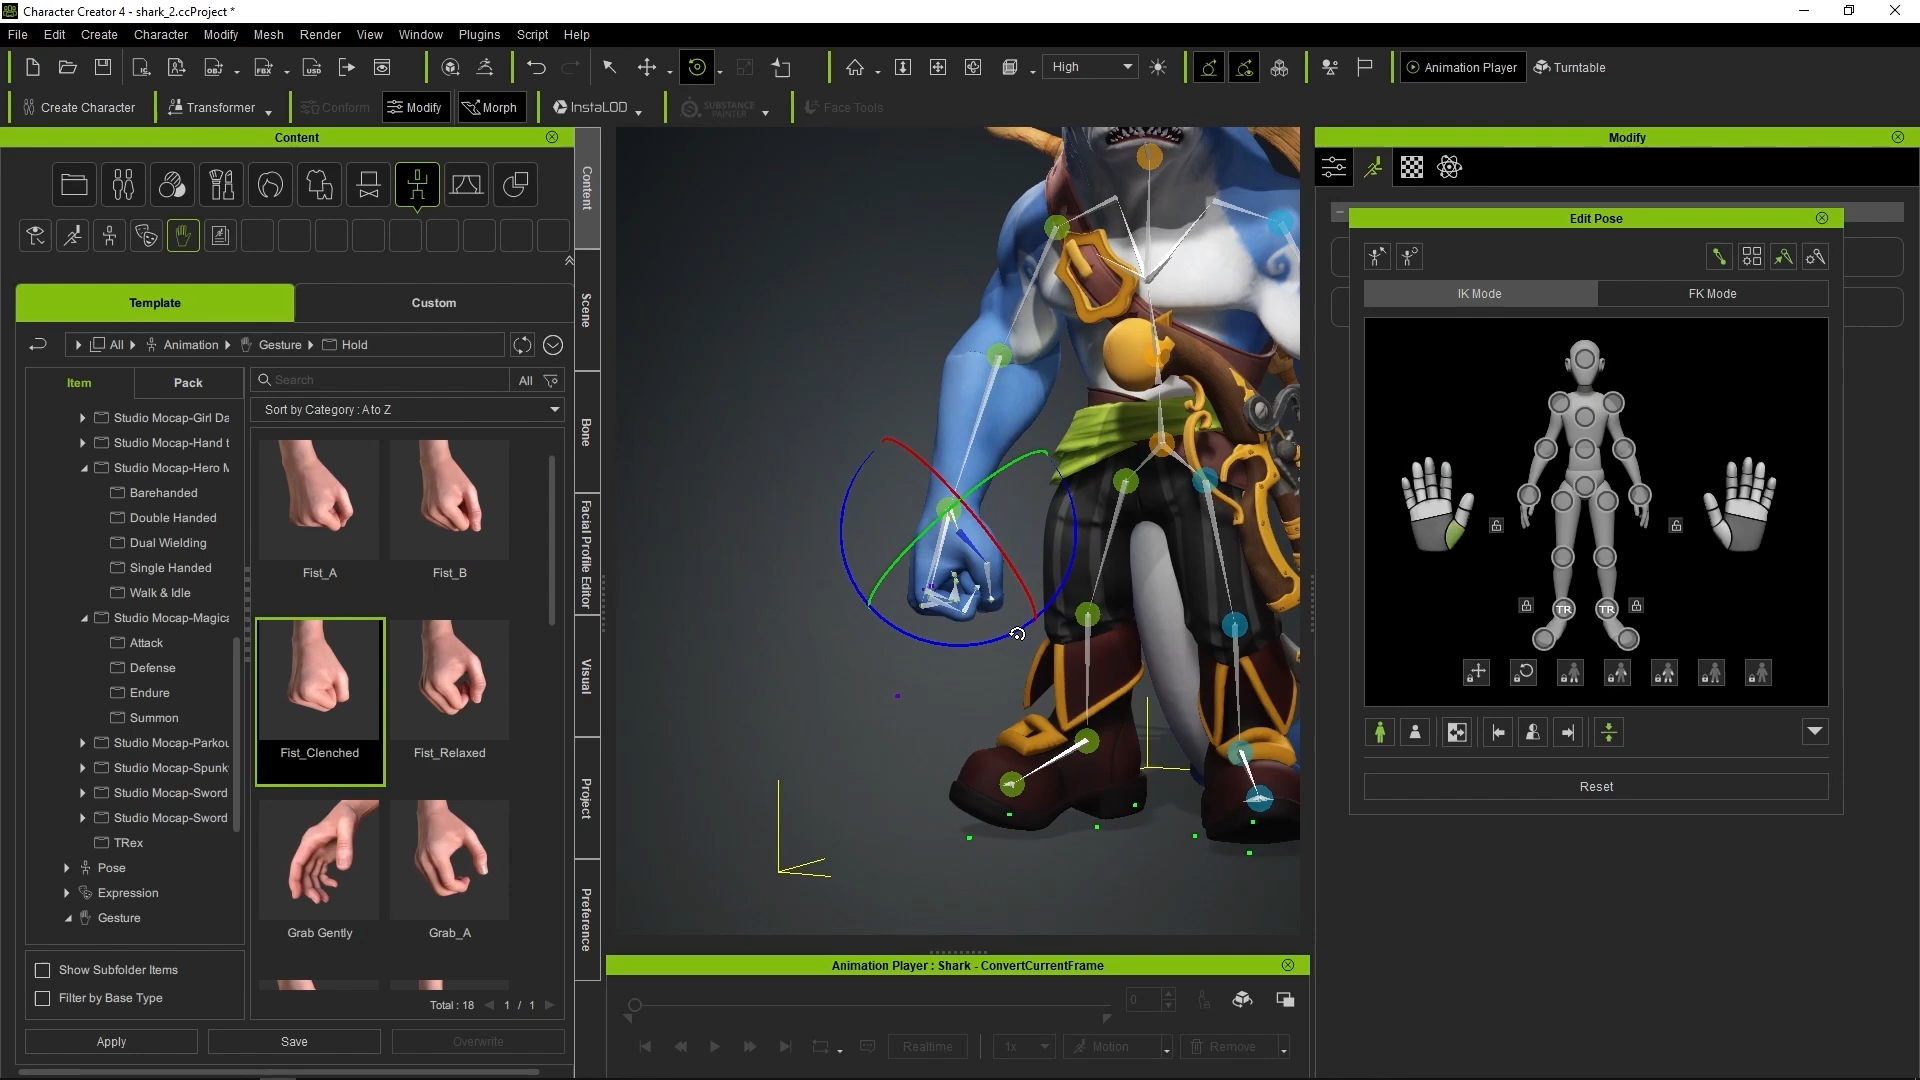 Character Creator 4 - shark_2.ccProject *
File Edit Create Character Modify Mesh Render View Window Plugins Script Help
OBJ FBX USD High Animation Player Turntable
Create Character Transformer Conform Modify Morph InstaLOD SUBSTANCE PAINTER Face Tools
Content
Template Custom
All Animation Gesture Hold
Item Pack
Search All
Sort by Category : A to Z
Studio Mocap-Girl Da
Studio Mocap-Hand t
Studio Mocap-Hero M
Barehanded
Double Handed
Dual Wielding
Single Handed
Walk & Idle
Studio Mocap-Magica
Attack
Defense
Endure
Summon
Studio Mocap-Parkou
Studio Mocap-Spunk
Studio Mocap-Sword
Studio Mocap-Sword
TRex
Pose
Expression
Gesture
Fist_A Fist_B
Fist_Clenched Fist_Relaxed
Grab Gently Grab_A
Show Subfolder Items
Filter by Base Type
Total : 18 1 / 1
Apply Save Overwrite
Content
Scene
Bone
Facial Profile Editor
Visual
Project
Preference
Animation Player : Shark - ConvertCurrentFrame
0
Realtime 1x Motion Remove
Modify
Edit Pose
IK Mode FK Mode
TR TR
Reset